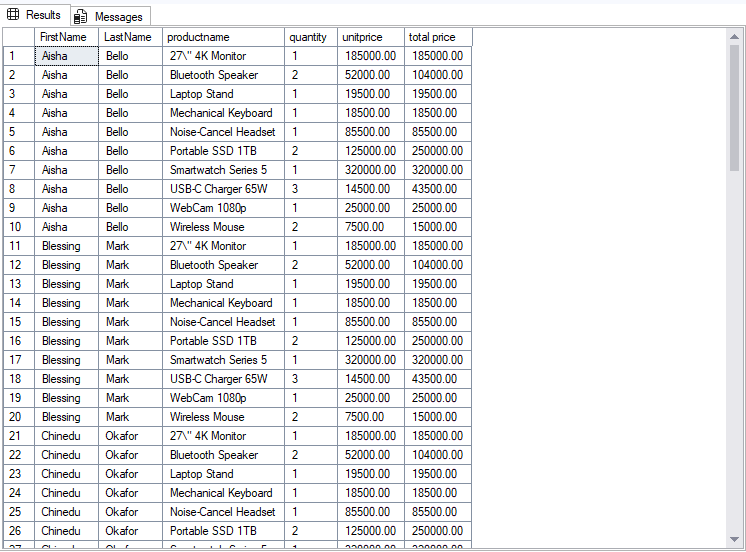 Results Messages
FirstName LastName productname quantity unitprice total price
1 Aisha Bello 27\" 4K Monitor 1 185000.00 185000.00
2 Aisha Bello Bluetooth Speaker 2 52000.00 104000.00
3 Aisha Bello Laptop Stand 1 19500.00 19500.00
4 Aisha Bello Mechanical Keyboard 1 18500.00 18500.00
5 Aisha Bello Noise-Cancel Headset 1 85500.00 85500.00
6 Aisha Bello Portable SSD 1TB 2 125000.00 250000.00
7 Aisha Bello Smartwatch Series 5 1 320000.00 320000.00
8 Aisha Bello USB-C Charger 65W 3 14500.00 43500.00
9 Aisha Bello WebCam 1080p 1 25000.00 25000.00
10 Aisha Bello Wireless Mouse 2 7500.00 15000.00
11 Blessing Mark 27\" 4K Monitor 1 185000.00 185000.00
12 Blessing Mark Bluetooth Speaker 2 52000.00 104000.00
13 Blessing Mark Laptop Stand 1 19500.00 19500.00
14 Blessing Mark Mechanical Keyboard 1 18500.00 18500.00
15 Blessing Mark Noise-Cancel Headset 1 85500.00 85500.00
16 Blessing Mark Portable SSD 1TB 2 125000.00 250000.00
17 Blessing Mark Smartwatch Series 5 1 320000.00 320000.00
18 Blessing Mark USB-C Charger 65W 3 14500.00 43500.00
19 Blessing Mark WebCam 1080p 1 25000.00 25000.00
20 Blessing Mark Wireless Mouse 2 7500.00 15000.00
21 Chinedu Okafor 27\" 4K Monitor 1 185000.00 185000.00
22 Chinedu Okafor Bluetooth Speaker 2 52000.00 104000.00
23 Chinedu Okafor Laptop Stand 1 19500.00 19500.00
24 Chinedu Okafor Mechanical Keyboard 1 18500.00 18500.00
25 Chinedu Okafor Noise-Cancel Headset 1 85500.00 85500.00
26 Chinedu Okafor Portable SSD 1TB 2 125000.00 250000.00